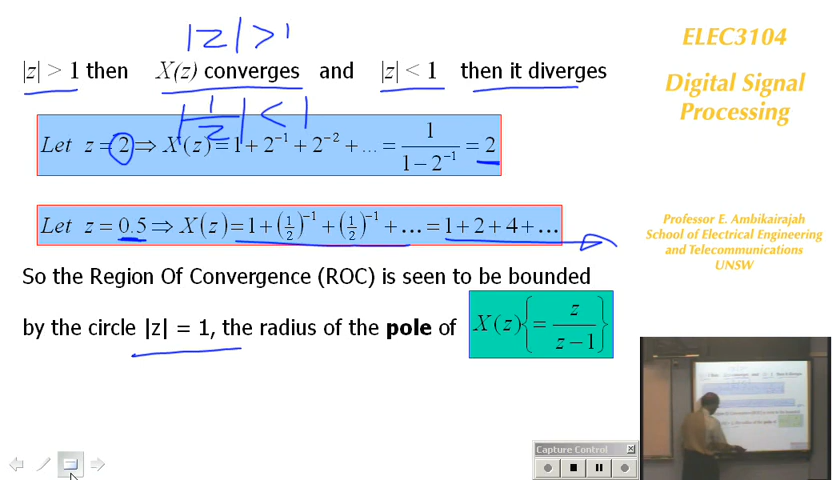 |z| > 1
|z| > 1 then X(z) converges and |z| < 1 then it diverges
|1/z| < 1
Let z = 2 ⇒ X(z) = 1 + 2⁻¹ + 2⁻² + ... = 1/(1 − 2⁻¹) = 2
Let z = 0.5 ⇒ X(z) = 1 + (1/2)⁻¹ + (1/2)⁻¹ + ... = 1 + 2 + 4 + ...
So the Region Of Convergence (ROC) is seen to be bounded
by the circle |z| = 1, the radius of the pole of X(z){= z/(z − 1)}
ELEC3104
Digital Signal
Processing
Professor E. Ambikairajah
School of Electrical Engineering
and Telecommunications
UNSW
Capture Control